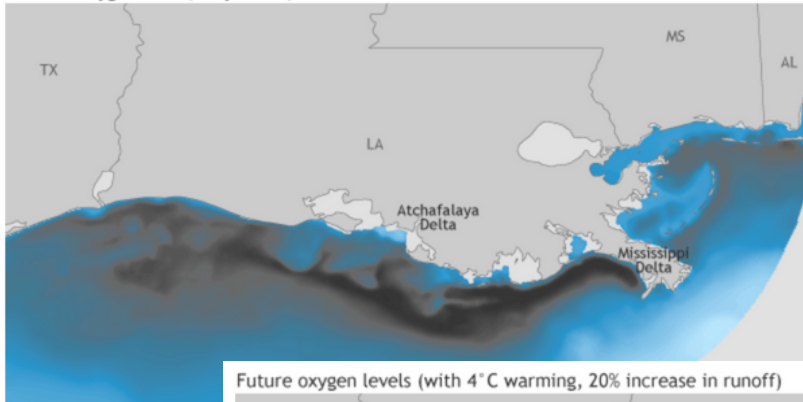 MS
TX
AL
LA
Atchafalaya
Delta
Mississippi
Delta
Future oxygen levels (with 4°C warming, 20% increase in runoff)